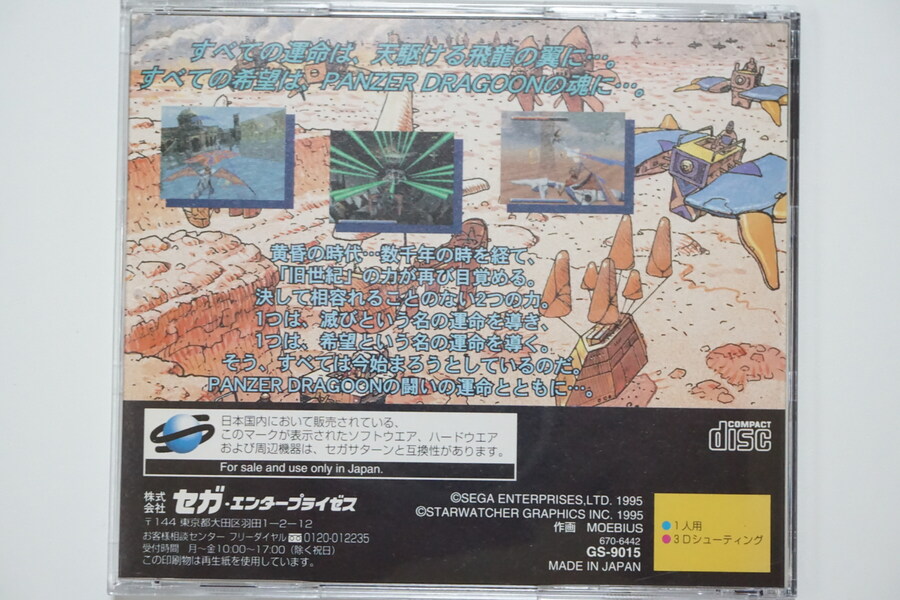 すべての運命は、天駆ける飛龍の翼に…。
すべての希望は、PANZER DRAGOONの魂に…。
黄昏の時代…数千年の時を経て、
「旧世紀」の力が再び目覚める。
決して相容れることのない2つの力。
1つは、滅びという名の運命を導き、
1つは、希望という名の運命を導く。
そう、すべては今始まろうとしているのだ。
PANZER DRAGOONの闘いの運命とともに…。
日本国内において販売されている、
このマークが表示されたソフトウエア、ハードウエア
および周辺機器は、セガサターンと互換性があります。
For sale and use only in Japan.
COMPACT
disc
株式会社 セガ・エンタープライゼス
〒144 東京都大田区羽田1-2-12
お客様相談センター フリーダイヤル 0120-012235
受付時間 月〜金10:00〜17:00(除く祝日)
この印刷物は再生紙を使用しています。
©SEGA ENTERPRISES,LTD. 1995
©STARWATCHER GRAPHICS INC. 1995
作画 MOEBIUS
670-6442
GS-9015
MADE IN JAPAN
●1人用
●3Dシューティング